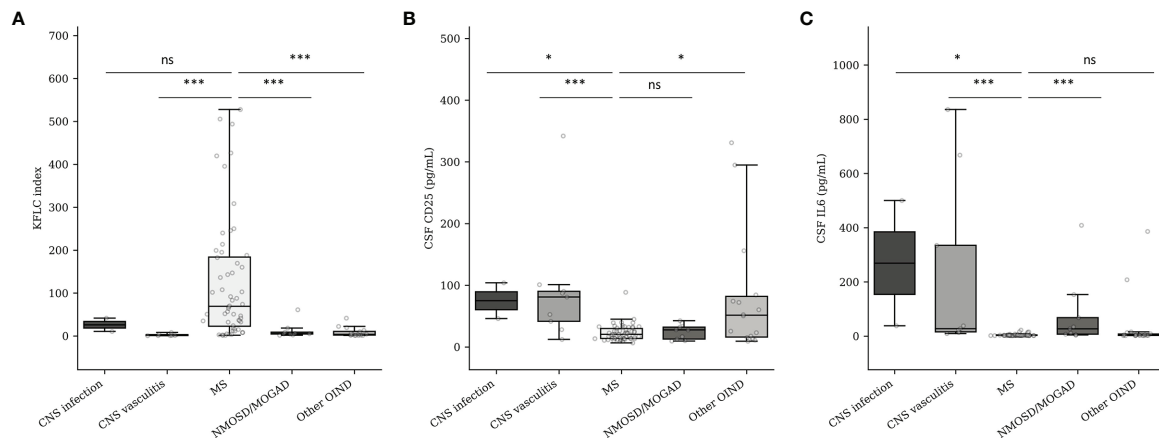 A
KFLC index
700
600
500
400
300
200
100
0
ns
***
***
***
CNS infection
CNS vasculitis
MS
NMOSD/MOGAD
Other OIND
B
CSF CD25 (pg/mL)
500
400
300
200
100
0
*
*
***
ns
CNS infection
CNS vasculitis
MS
NMOSD/MOGAD
Other OIND
C
CSF IL6 (pg/mL)
1000
800
600
400
200
0
*
ns
***
***
CNS infection
CNS vasculitis
MS
NMOSD/MOGAD
Other OIND